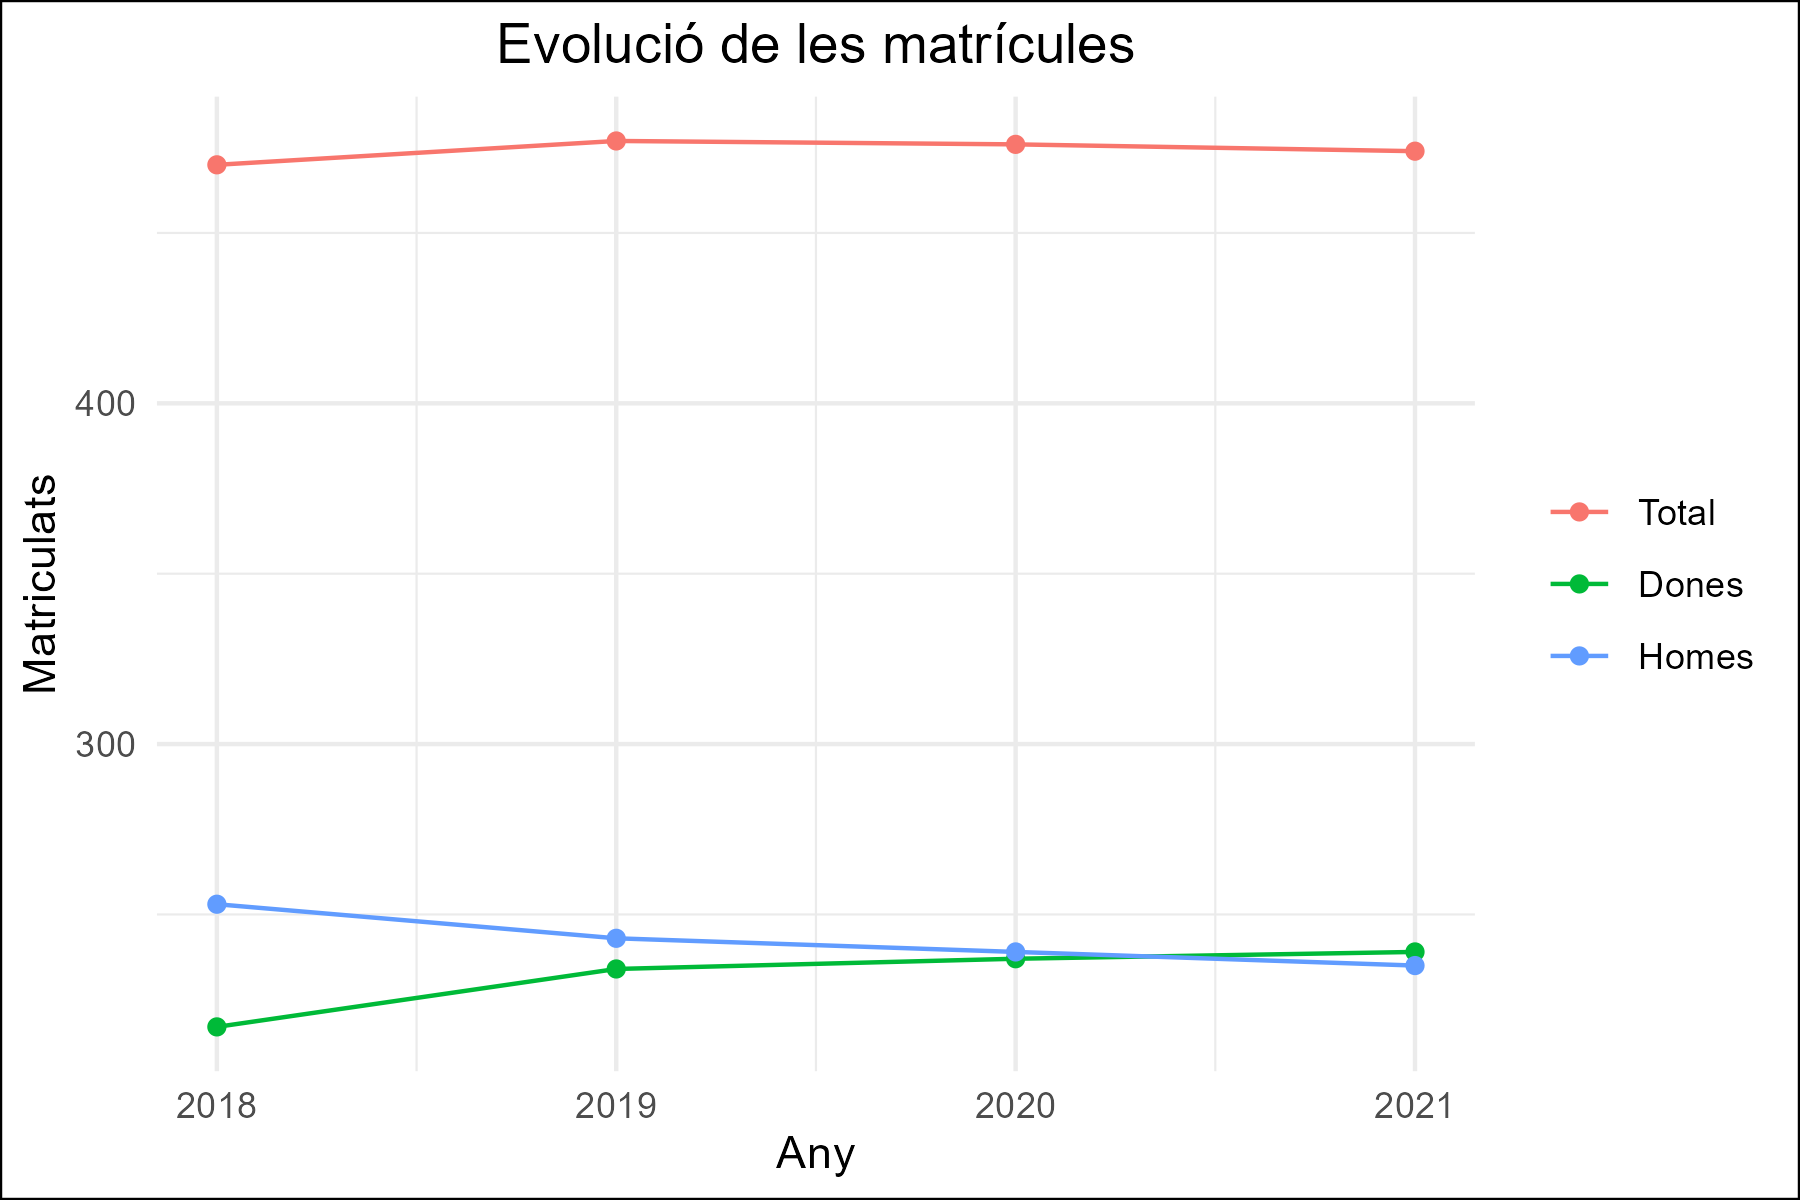 Evolució de les matrícules
Matriculats
400
300
2018 2019 2020 2021
Any
Total
Dones
Homes